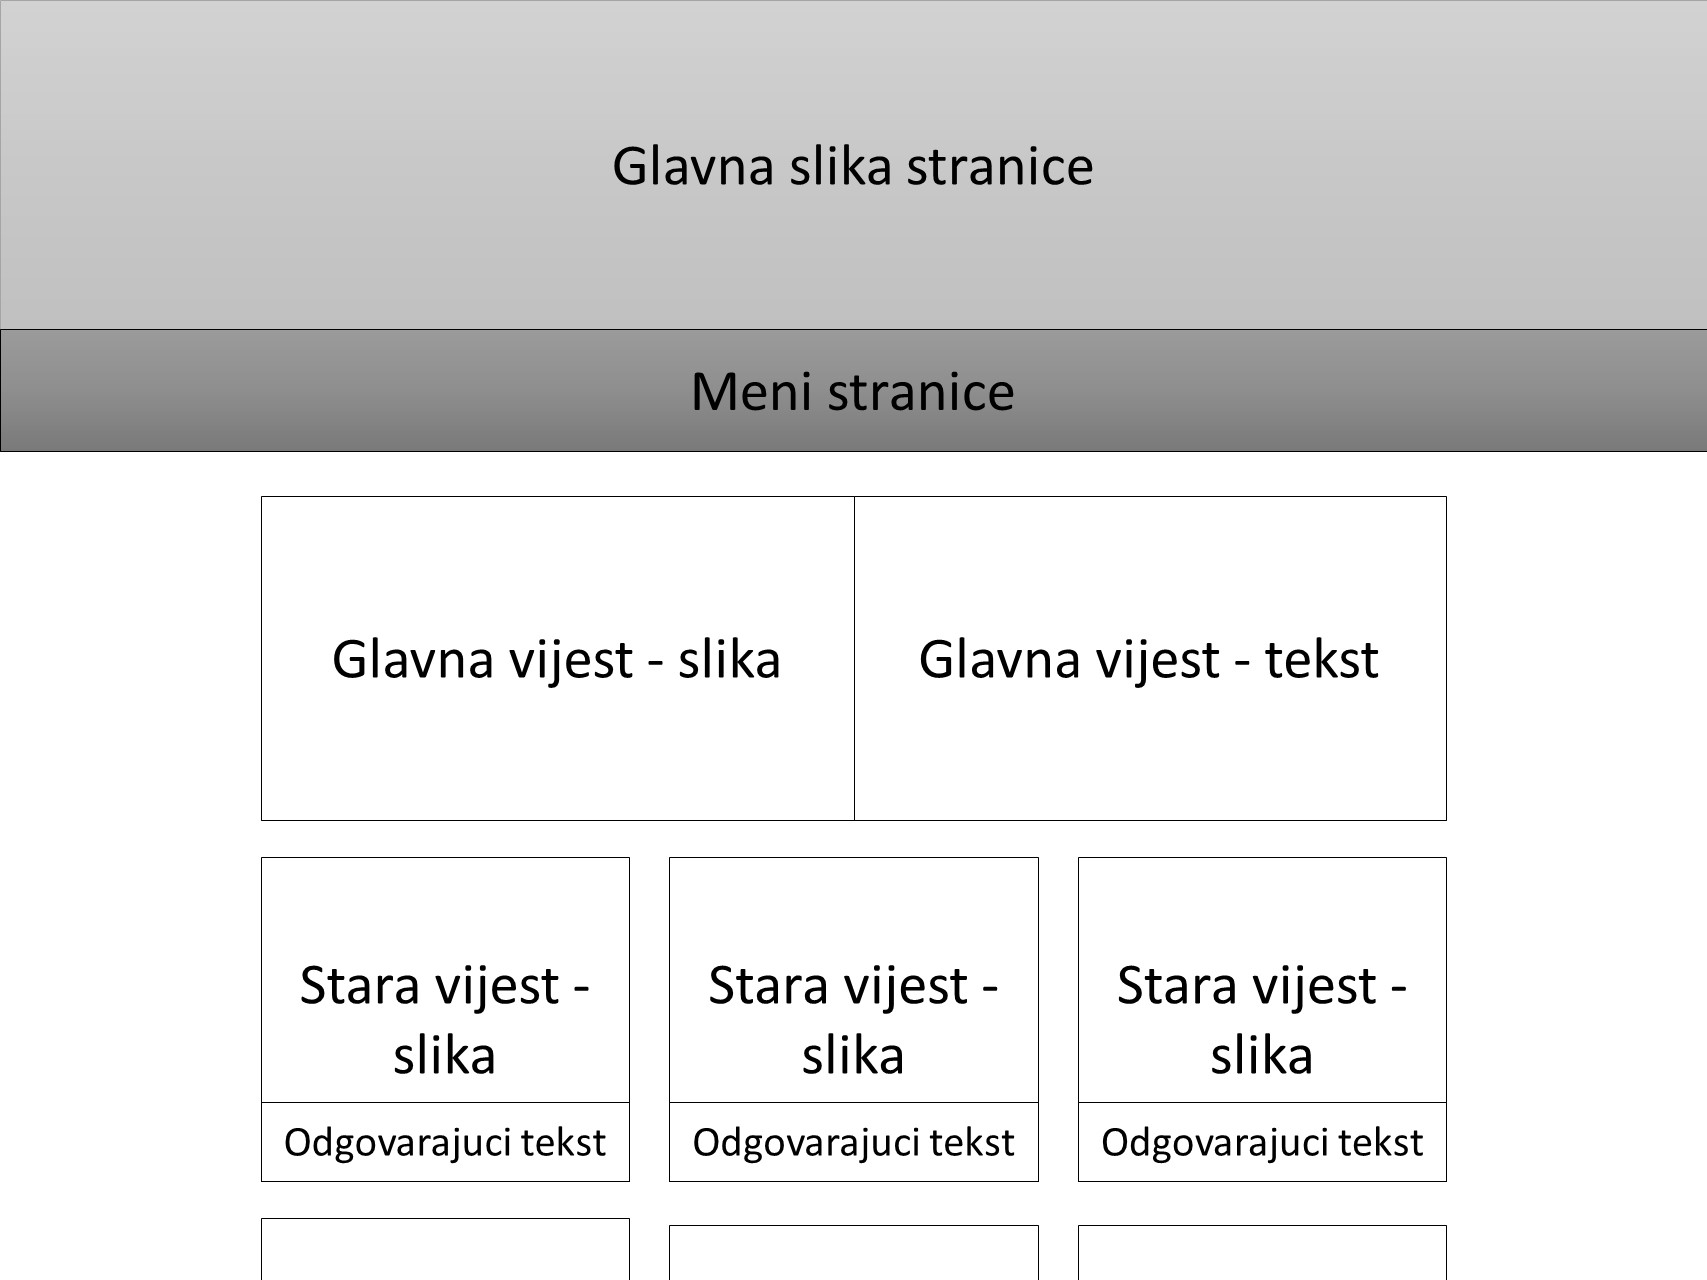 Glavna slika stranice
Meni stranice
Glavna vijest - slika
Glavna vijest - tekst
Stara vijest -
slika
Odgovarajuci tekst
Stara vijest -
slika
Odgovarajuci tekst
Stara vijest -
slika
Odgovarajuci tekst